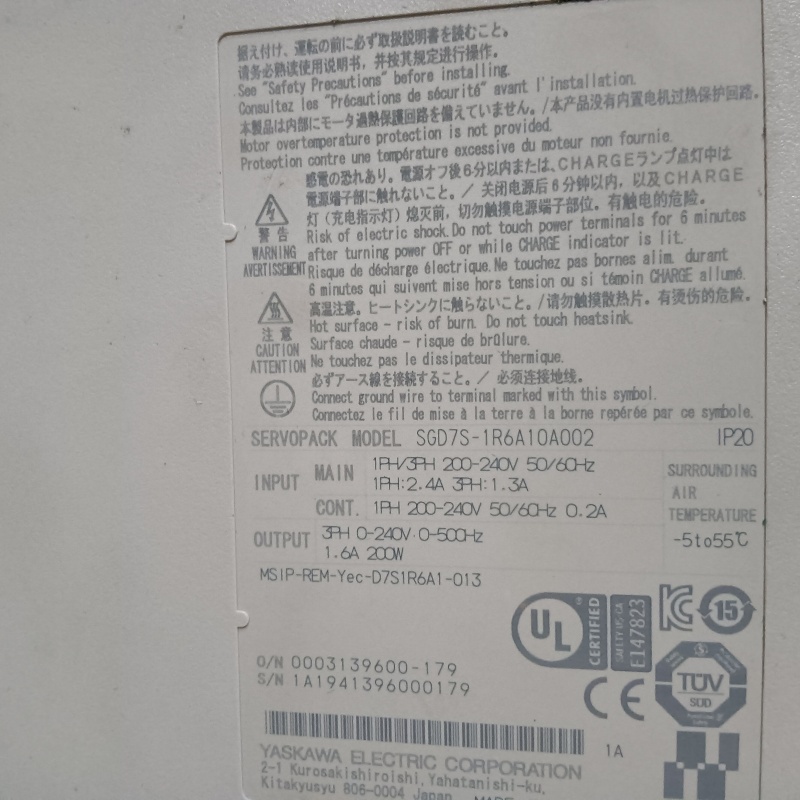 据え付け、運転の前に必ず取扱説明書を読むこと。
请务必熟读使用说明书，并按其规定进行操作。
See "Safety Precautions" before installing.
Consultez les "Précautions de sécurité" avant l'installation.
本製品は内部にモータ過熱保護回路を備えていません。/本产品没有内置电机过热保护回路.
Motor overtemperature protection is not provided.
Protection contre une température excessive du moteur non fournie.
感電の恐れあり。電源オフ後6分以内または、CHARGEランプ点灯中は
電源端子部に触れないこと。/ 关闭电源后6分钟以内，以及CHARGE
灯（充电指示灯）熄灭前，切勿触摸电源端子部位。有触电的危险。
警告
WARNING
AVERTISSEMENT
Risk of electric shock. Do not touch power terminals for 6 minutes
after turning power OFF or while CHARGE indicator is lit.
Risque de décharge électrique. Ne touchez pas bornes alim. durant
6 minutes qui suivent mise hors tension ou si témoin CHARGE allumé.
高温注意。ヒートシンクに触らないこと。/请勿触摸散热片。有烫伤的危险。
注意
CAUTION
ATTENTION
Hot surface - risk of burn. Do not touch heatsink.
Surface chaude - risque de brûlure.
Ne touchez pas le dissipateur thermique.
必ずアース線を接続すること。/ 必须连接地线.
Connect ground wire to terminal marked with this symbol.
Connectez le fil de mise à la terre à la borne repérée par ce symbole.
SERVOPACK MODEL SGD7S-1R6A10A002 IP20
INPUT
MAIN
1PH/3PH 200-240V 50/60Hz
1PH:2.4A 3PH:1.3A
CONT.
1PH 200-240V 50/60Hz 0.2A
SURROUNDING
AIR
TEMPERATURE
-5to55℃
OUTPUT
3PH 0-240V 0-500Hz
1.6A 200W
MSIP-REM-Yec-D7S1R6A1-013
UL
CERTIFIED
SAFETY US-CA
E147823
KC
15
CE
TÜV
SÜD
O/N 0003139600-179
S/N 1A1941396000179
1A
YASKAWA ELECTRIC CORPORATION
2-1 Kurosakishiroishi, Yahatanishi-ku,
Kitakyusyu 806-0004 Japan